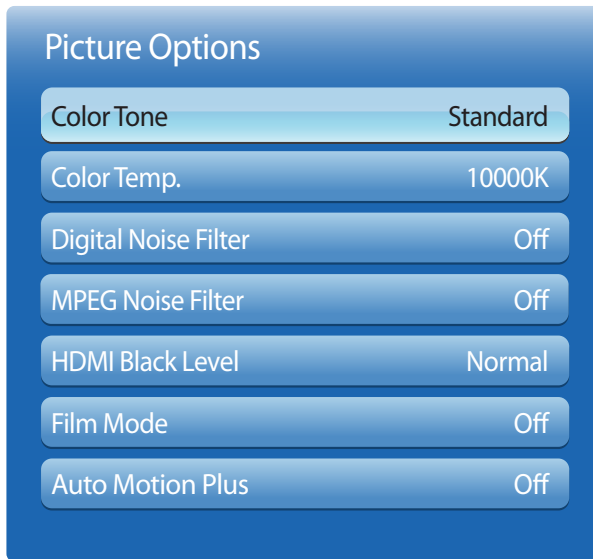 Picture Options
Color Tone Standard
Color Temp. 10000K
Digital Noise Filter Off
MPEG Noise Filter Off
HDMI Black Level Normal
Film Mode Off
Auto Motion Plus Off